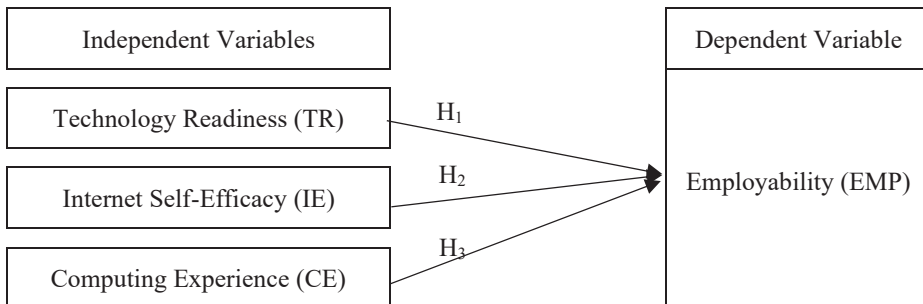 Independent Variables
Dependent Variable
Technology Readiness (TR)
H₁
Internet Self-Efficacy (IE)
H₂
Employability (EMP)
Computing Experience (CE)
H₃